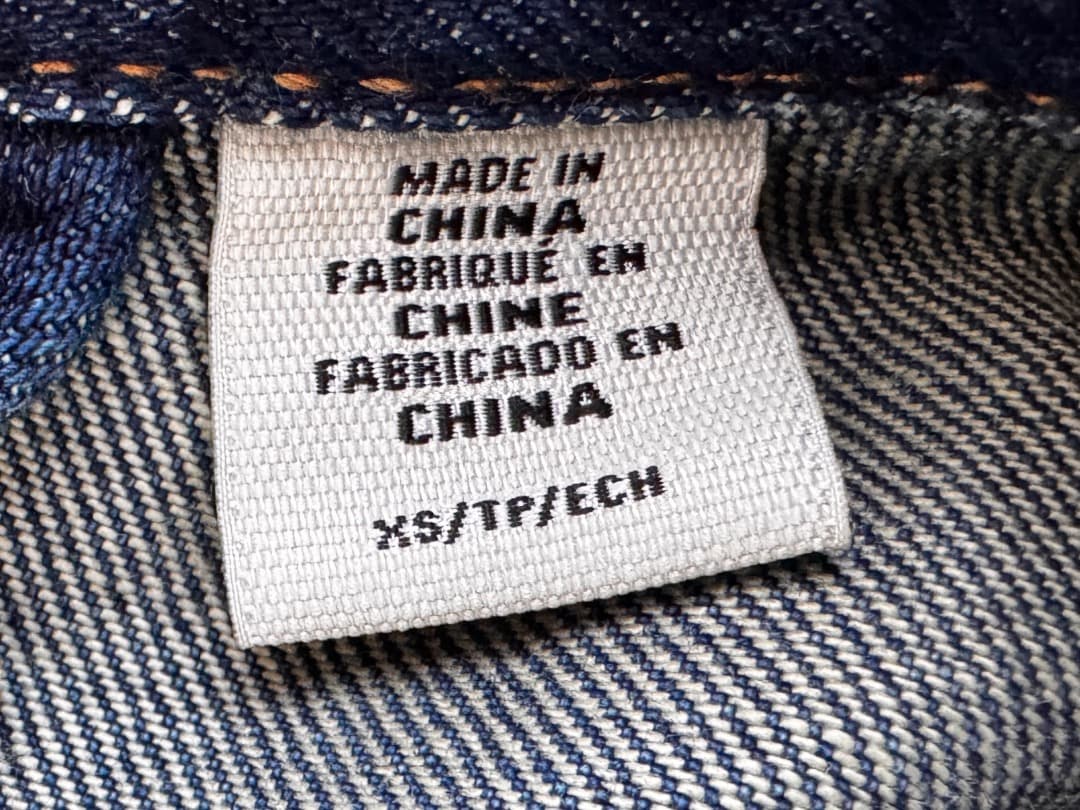 MADE IN
CHINA
FABRIQUÉ EN
CHINE
FABRICADO EN
CHINA
XS/TP/ECH